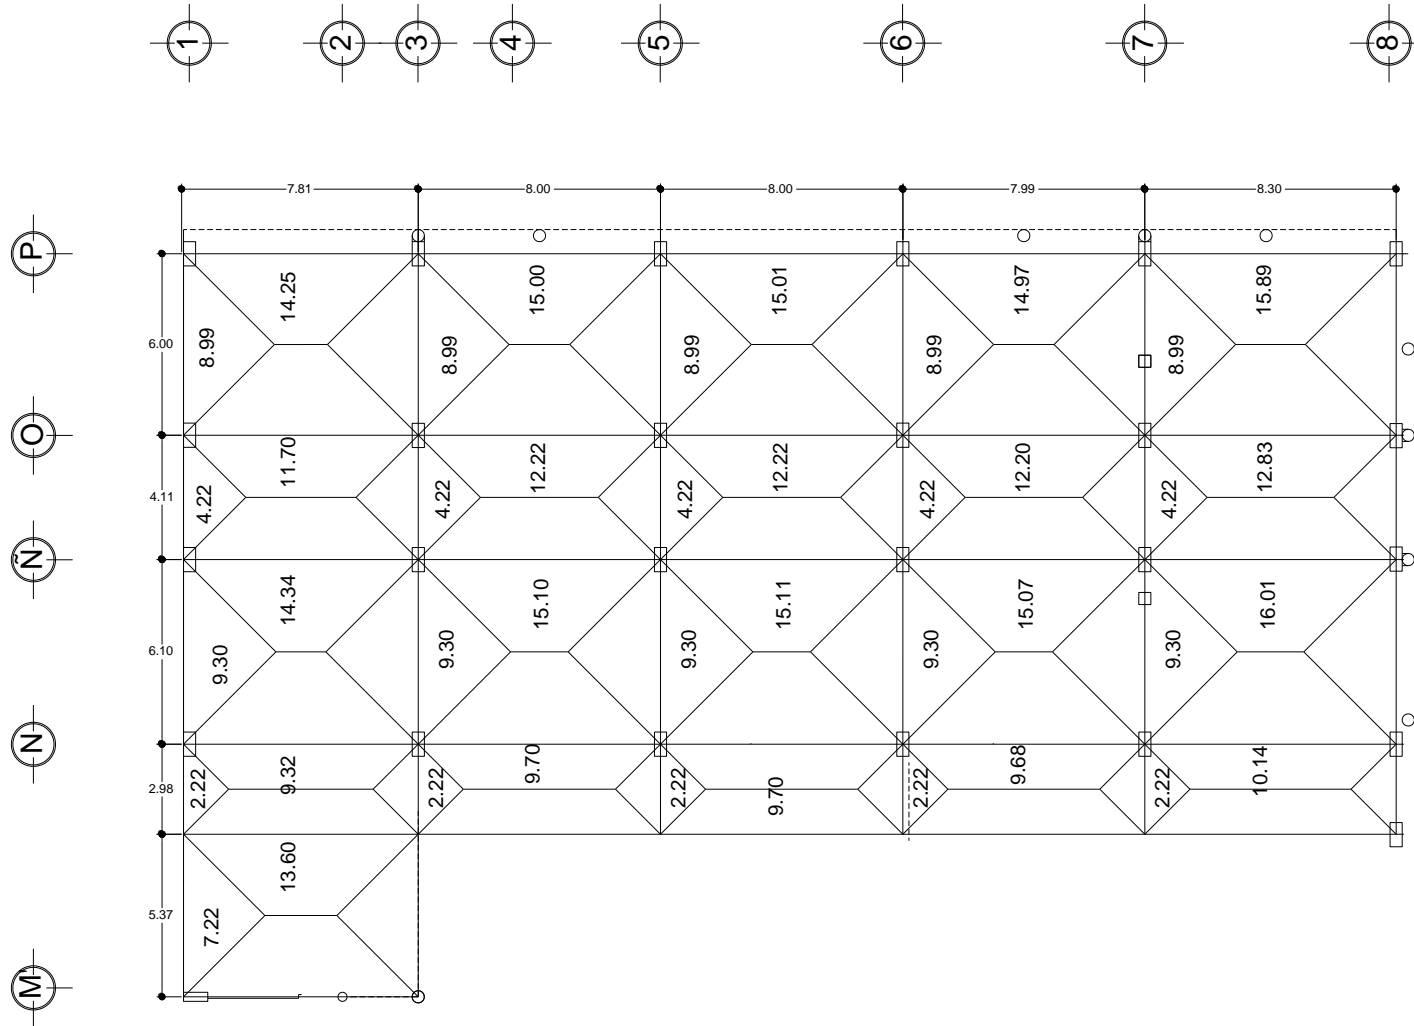 1 2 3 4 5 6 7 8
7.81 8.00 8.00 7.99 8.30
P
14.25 15.00 15.01 14.97 15.89
6.00 8.99 8.99 8.99 8.99 8.99
O
11.70 12.22 12.22 12.20 12.83
4.11 4.22 4.22 4.22 4.22 4.22
Ñ
14.34 15.10 15.11 15.07 16.01
6.10 9.30 9.30 9.30 9.30 9.30
N
9.32 9.70 9.70 9.68 10.14
2.98 2.22 2.22 2.22 2.22 2.22
13.60
5.37 7.22
M